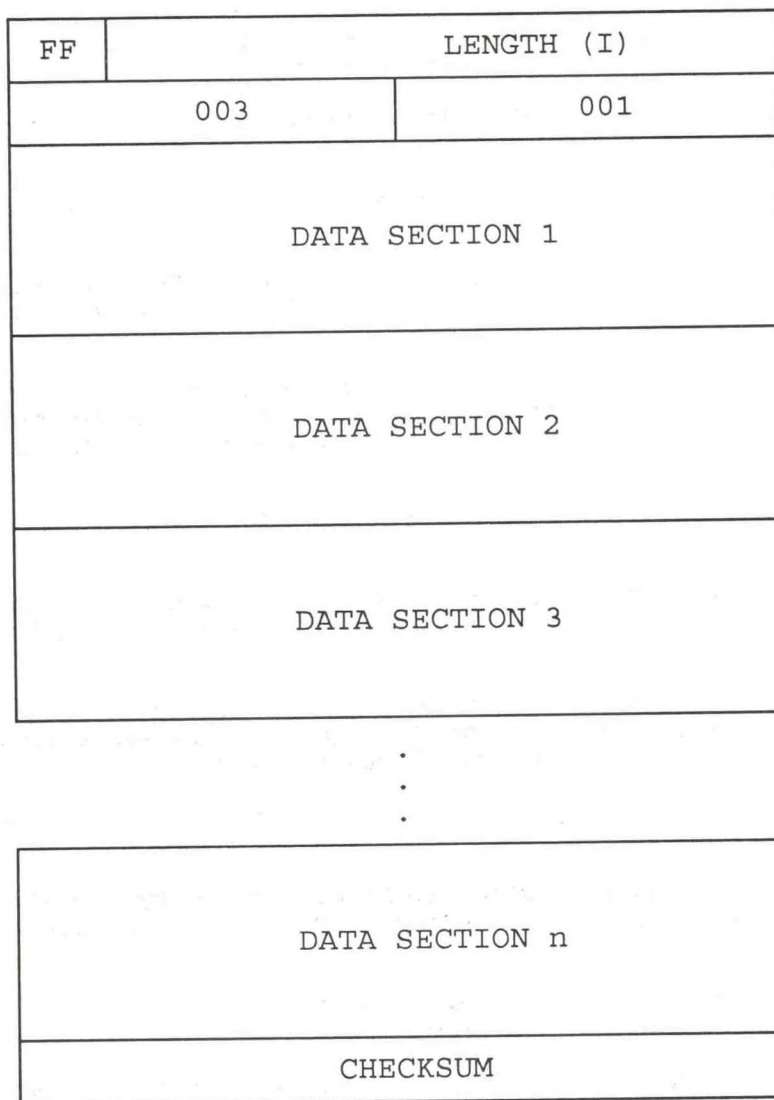 FF LENGTH (I)
003 001
DATA SECTION 1
DATA SECTION 2
DATA SECTION 3
.
.
.
DATA SECTION n
CHECKSUM